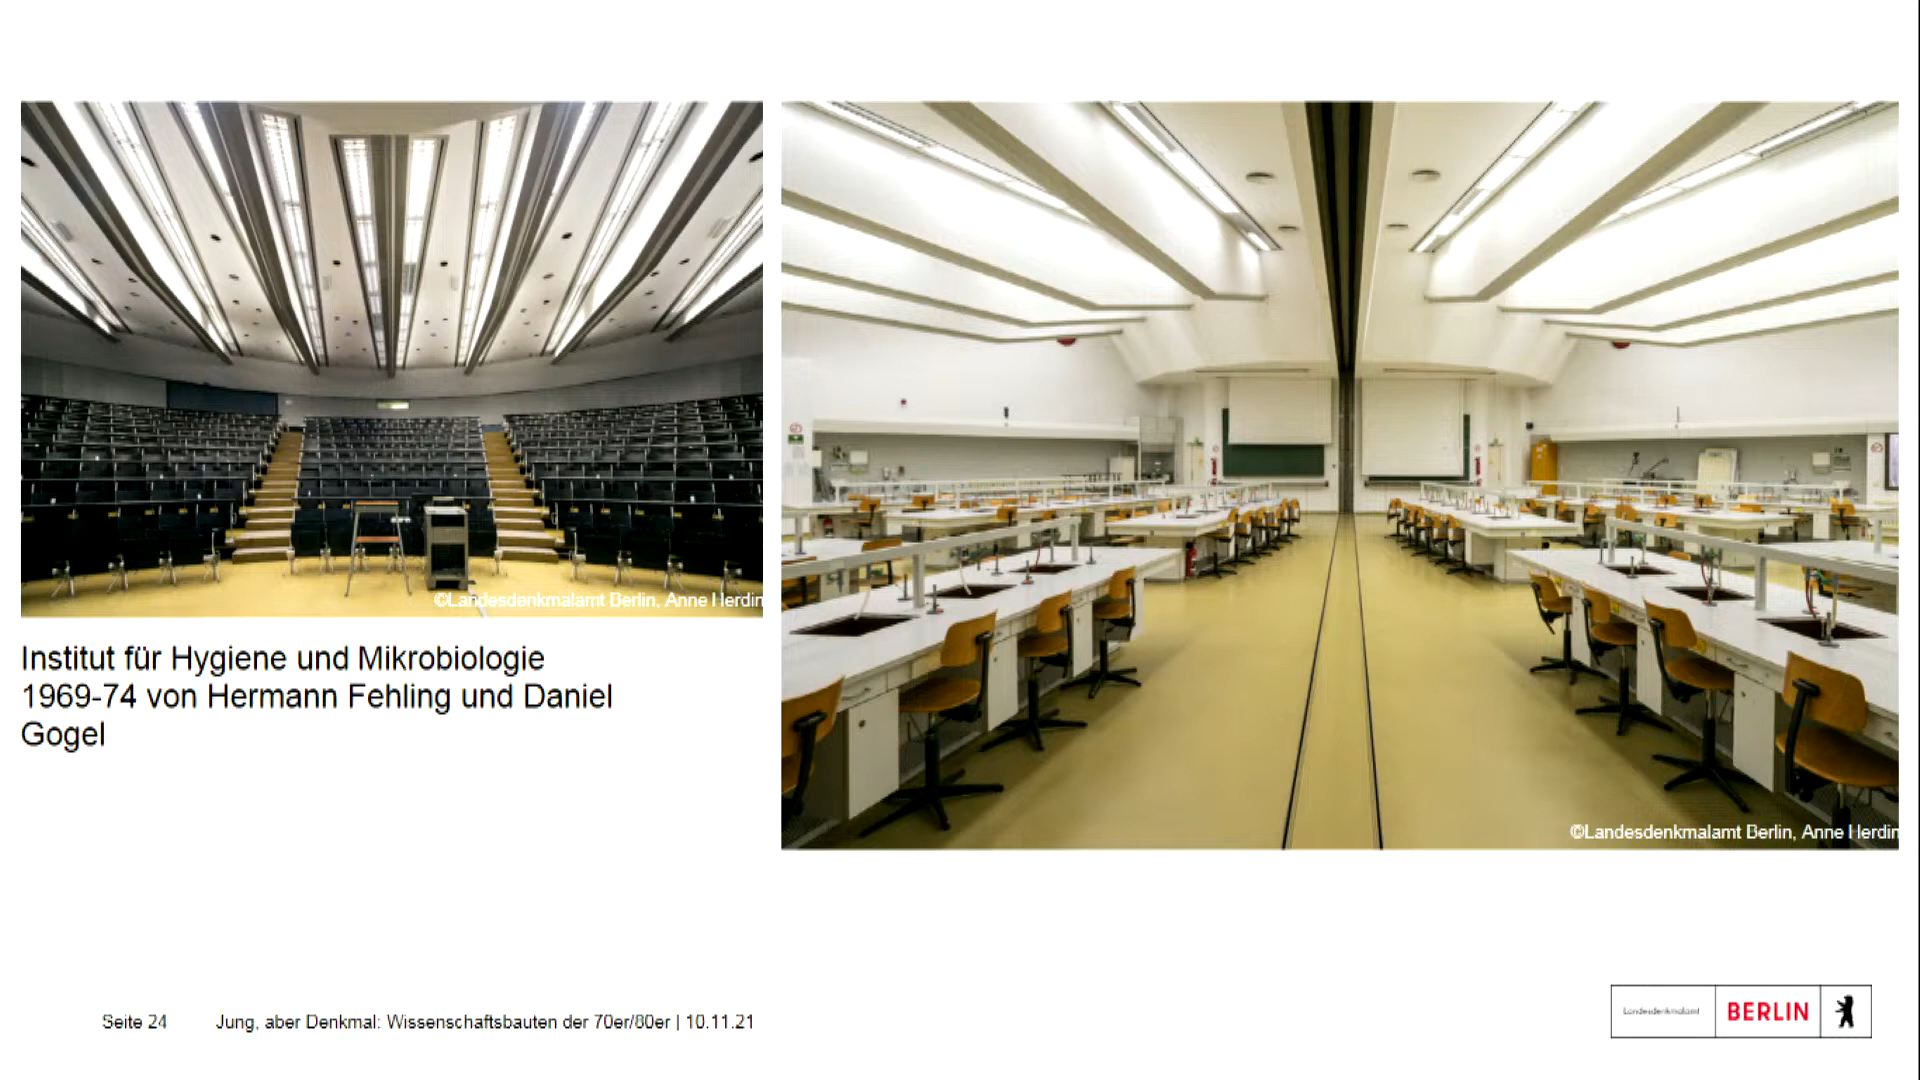 ©Landesdenkmalamt Berlin, Anne Herdin
Institut für Hygiene und Mikrobiologie
1969-74 von Hermann Fehling und Daniel
Gogel
©Landesdenkmalamt Berlin, Anne Herdin
Seite 24
Jung, aber Denkmal: Wissenschaftsbauten der 70er/80er | 10.11.21
Landesdenkmalamt
BERLIN